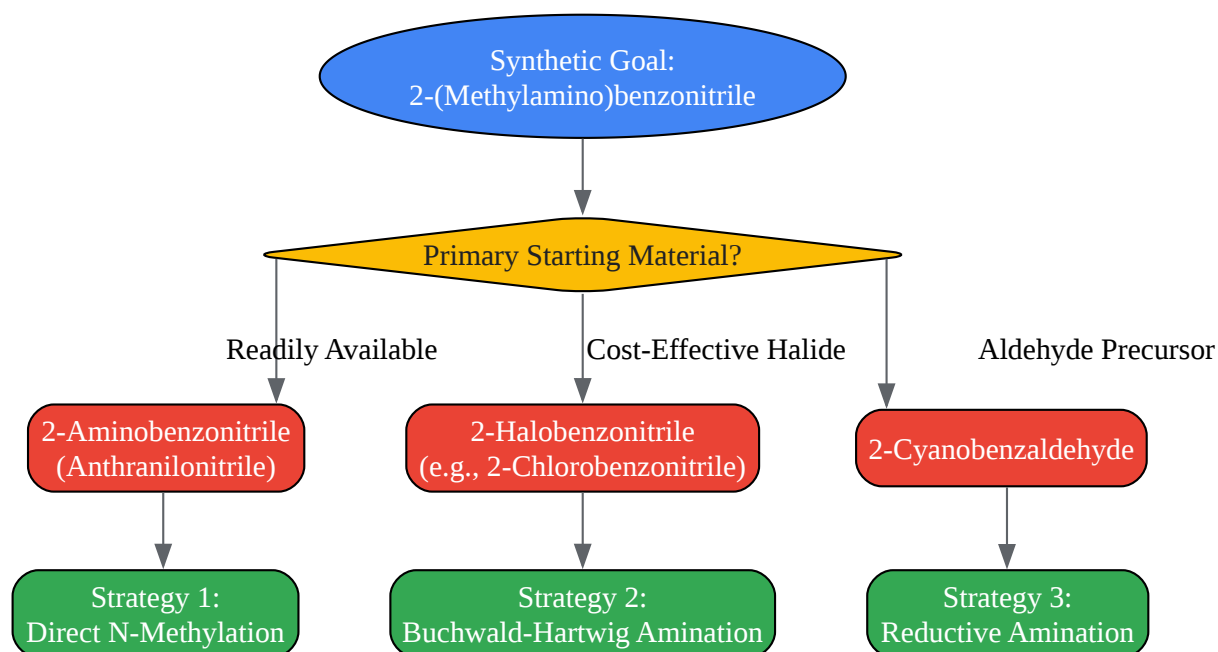 Synthetic Goal:
2-(Methylamino)benzonitrile
Primary Starting Material?
Readily Available
Cost-Effective Halide
Aldehyde Precursor
2-Aminobenzonitrile
(Anthranilonitrile)
2-Halobenzonitrile
(e.g., 2-Chlorobenzonitrile)
2-Cyanobenzaldehyde
Strategy 1:
Direct N-Methylation
Strategy 2:
Buchwald-Hartwig Amination
Strategy 3:
Reductive Amination